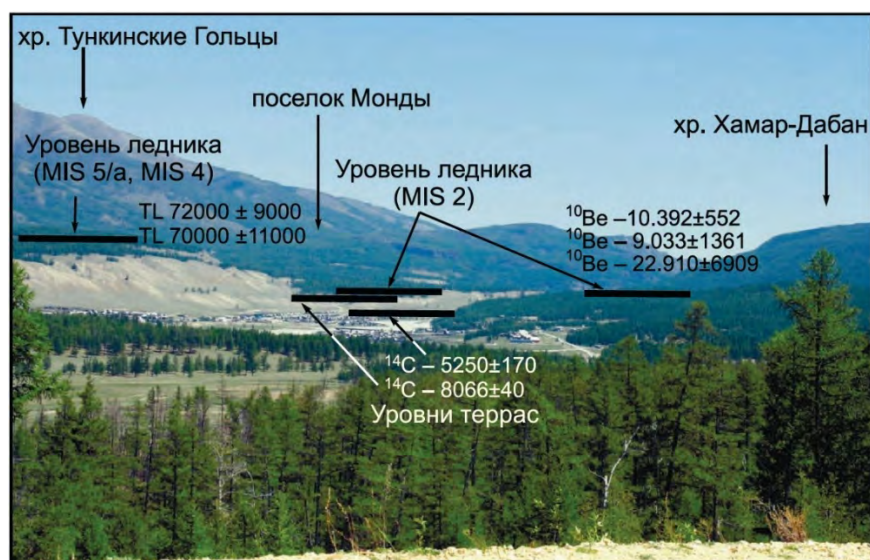 хр. Тункинские Гольцы
поселок Монды
хр. Хамар-Дабан
Уровень ледника
(MIS 5/a, MIS 4)
TL 72000 ± 9000
TL 70000 ±11000
Уровень ледника
(MIS 2)
¹⁰Be –10.392±552
¹⁰Be – 9.033±1361
¹⁰Be – 22.910±6909
¹⁴C – 5250±170
¹⁴C – 8066±40
Уровни террас